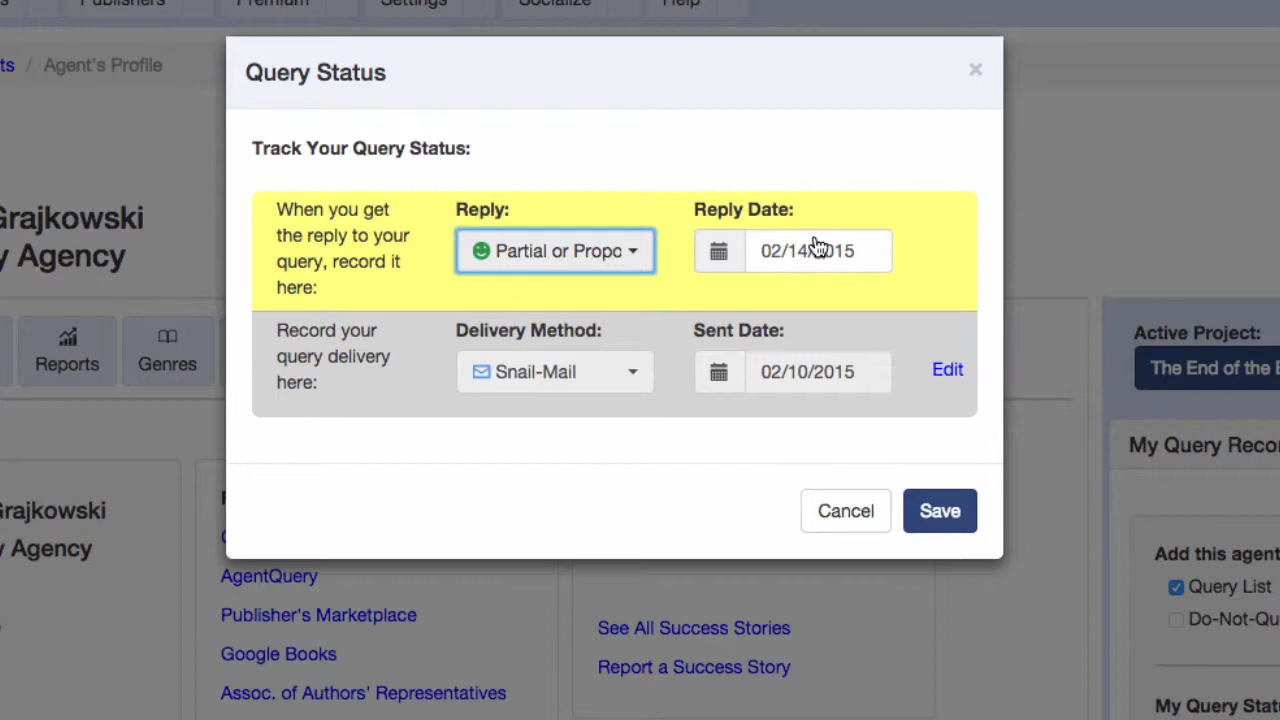 Publishers Premium Settings Socialize Help
ts / Agent's Profile
Query Status ×
Track Your Query Status:
When you get
the reply to your
query, record it
here:
Reply:
Partial or Propo
Reply Date:
02/14/2015
Record your
query delivery
here:
Delivery Method:
Snail-Mail
Sent Date:
02/10/2015
Edit
Cancel Save
Grajkowski
y Agency
Reports Genres
Grajkowski
y Agency
AgentQuery
Publisher's Marketplace
Google Books
Assoc. of Authors' Representatives
See All Success Stories
Report a Success Story
Active Project:
The End of the
My Query Recor
Add this agent
Query List
Do-Not-Qu
My Query Stat